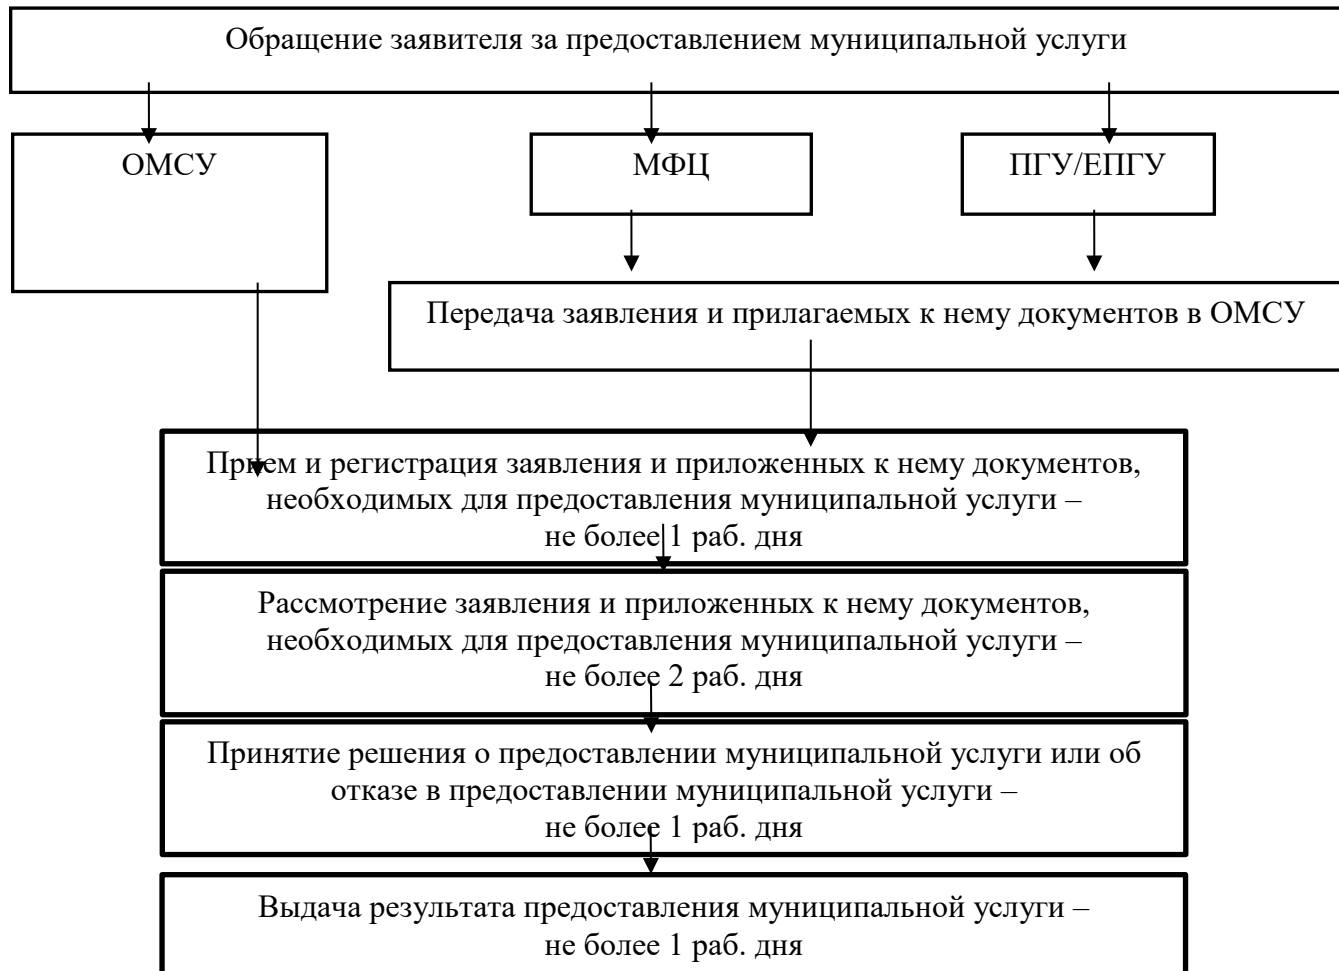 Обращение заявителя за предоставлением муниципальной услуги
ОМСУ
МФЦ
ПГУ/ЕПГУ
Передача заявления и прилагаемых к нему документов в ОМСУ
Прием и регистрация заявления и приложенных к нему документов,
необходимых для предоставления муниципальной услуги –
не более 1 раб. дня
Рассмотрение заявления и приложенных к нему документов,
необходимых для предоставления муниципальной услуги –
не более 2 раб. дня
Принятие решения о предоставлении муниципальной услуги или об
отказе в предоставлении муниципальной услуги –
не более 1 раб. дня
Выдача результата предоставления муниципальной услуги –
не более 1 раб. дня